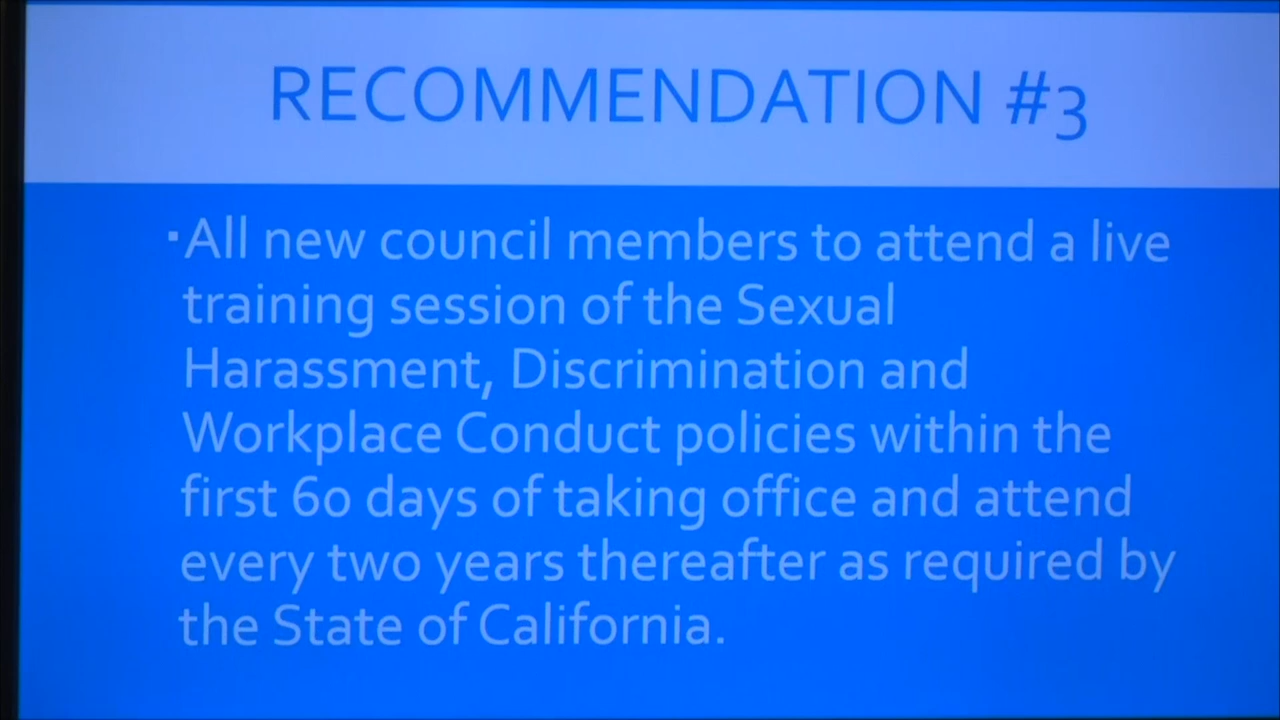 RECOMMENDATION #3
▪All new council members to attend a live
training session of the Sexual
Harassment, Discrimination and
Workplace Conduct policies within the
first 60 days of taking office and attend
every two years thereafter as required by
the State of California.